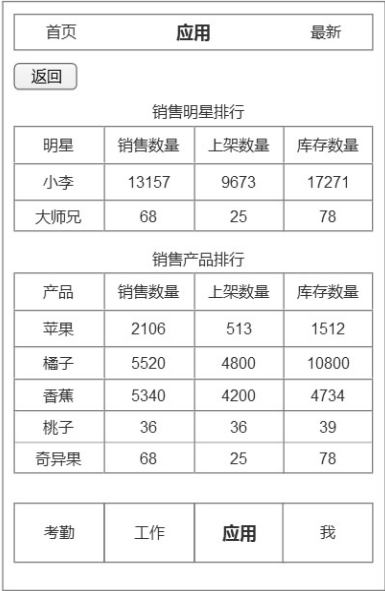 首页 应用 最新
返回
销售明星排行
明星 销售数量 上架数量 库存数量
小李 13157 9673 17271
大师兄 68 25 78
销售产品排行
产品 销售数量 上架数量 库存数量
苹果 2106 513 1512
橘子 5520 4800 10800
香蕉 5340 4200 4734
桃子 36 36 39
奇异果 68 25 78
考勤 工作 应用 我